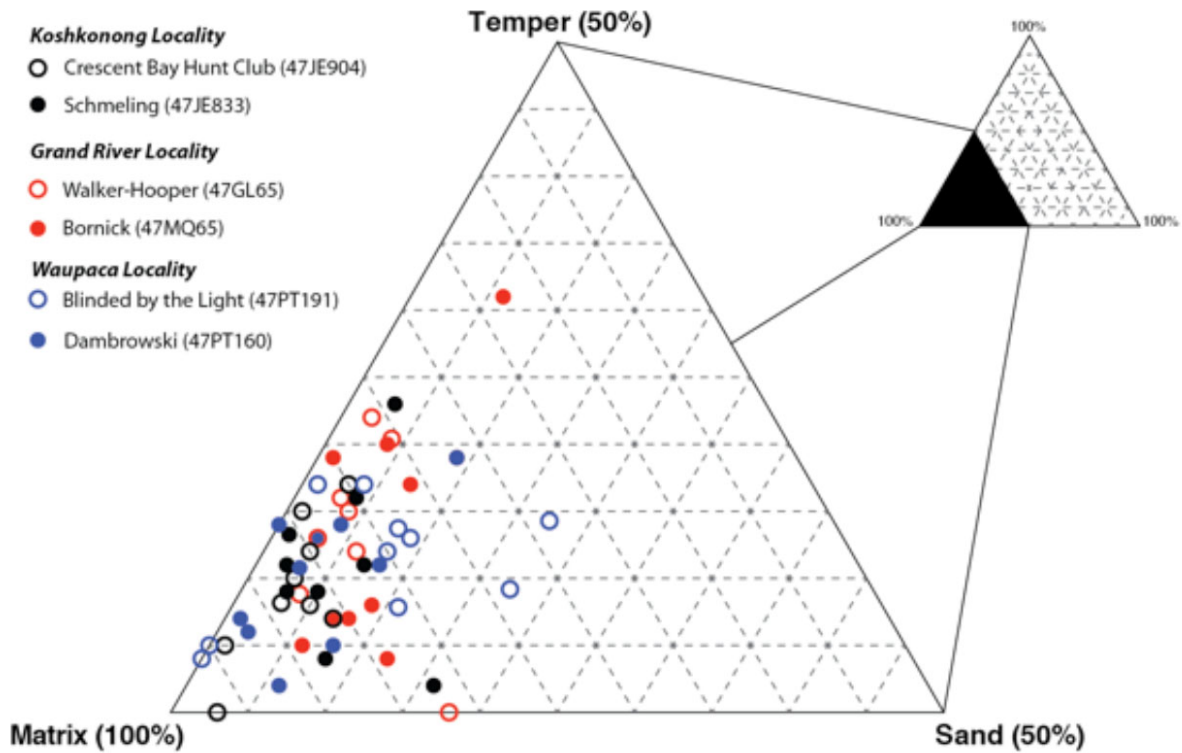 Temper (50%)
Koshkonong Locality
Crescent Bay Hunt Club (47JE904)
Schmeling (47JE833)
Grand River Locality
Walker-Hooper (47GL65)
Bornick (47MQ65)
Waupaca Locality
Blinded by the Light (47PT191)
Dambrowski (47PT160)
100%
100%
100%
Matrix (100%)
Sand (50%)